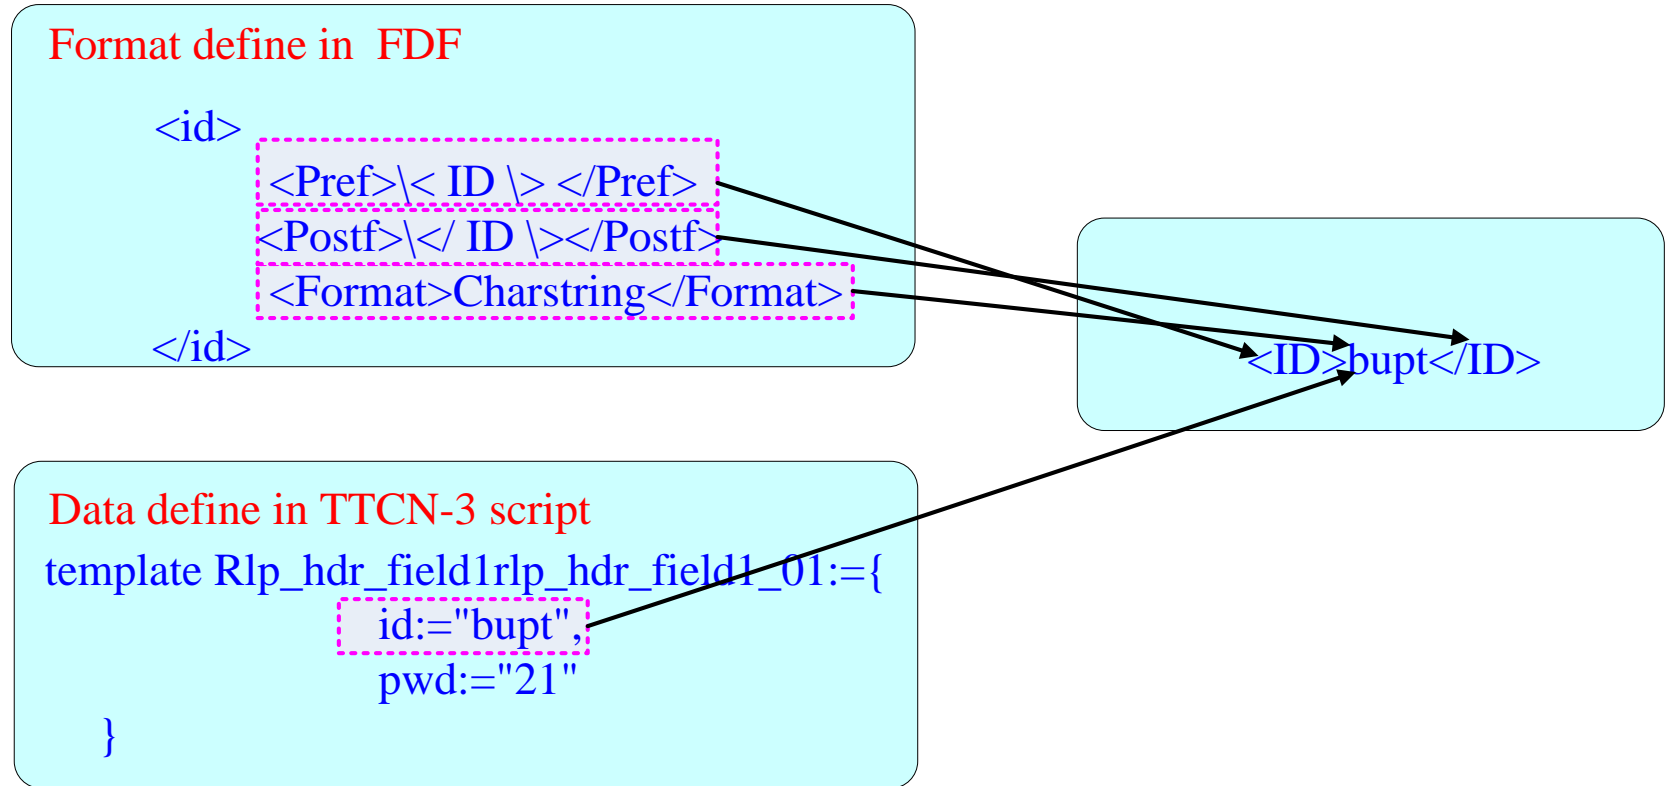 Format define in FDF
<id>
<Pref>\< ID \> </Pref>
<Postf>\</ ID \></Postf>
<Format>Charstring</Format>
</id>
<ID>bupt</ID>
Data define in TTCN-3 script
template Rlp_hdr_field1rlp_hdr_field1_01:={
id:="bupt",
pwd:="21"
}